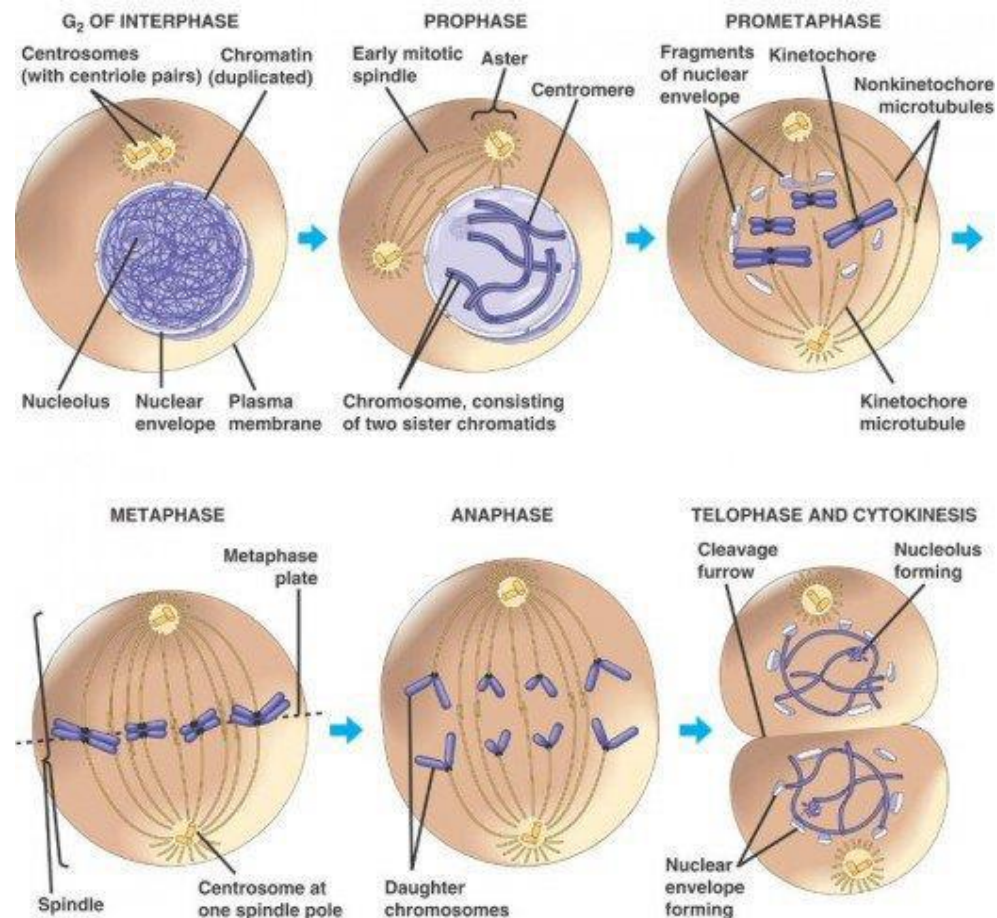 G2 OF INTERPHASE
PROPHASE
PROMETAPHASE
Centrosomes
(with centriole pairs)
Chromatin
(duplicated)
Early mitotic
spindle
Aster
Centromere
Fragments
of nuclear
envelope
Kinetochore
Nonkinetochore
microtubules
Nucleolus
Nuclear
envelope
Plasma
membrane
Chromosome, consisting
of two sister chromatids
Kinetochore
microtubule
METAPHASE
ANAPHASE
TELOPHASE AND CYTOKINESIS
Metaphase
plate
Cleavage
furrow
Nucleolus
forming
Spindle
Centrosome at
one spindle pole
Daughter
chromosomes
Nuclear
envelope
forming